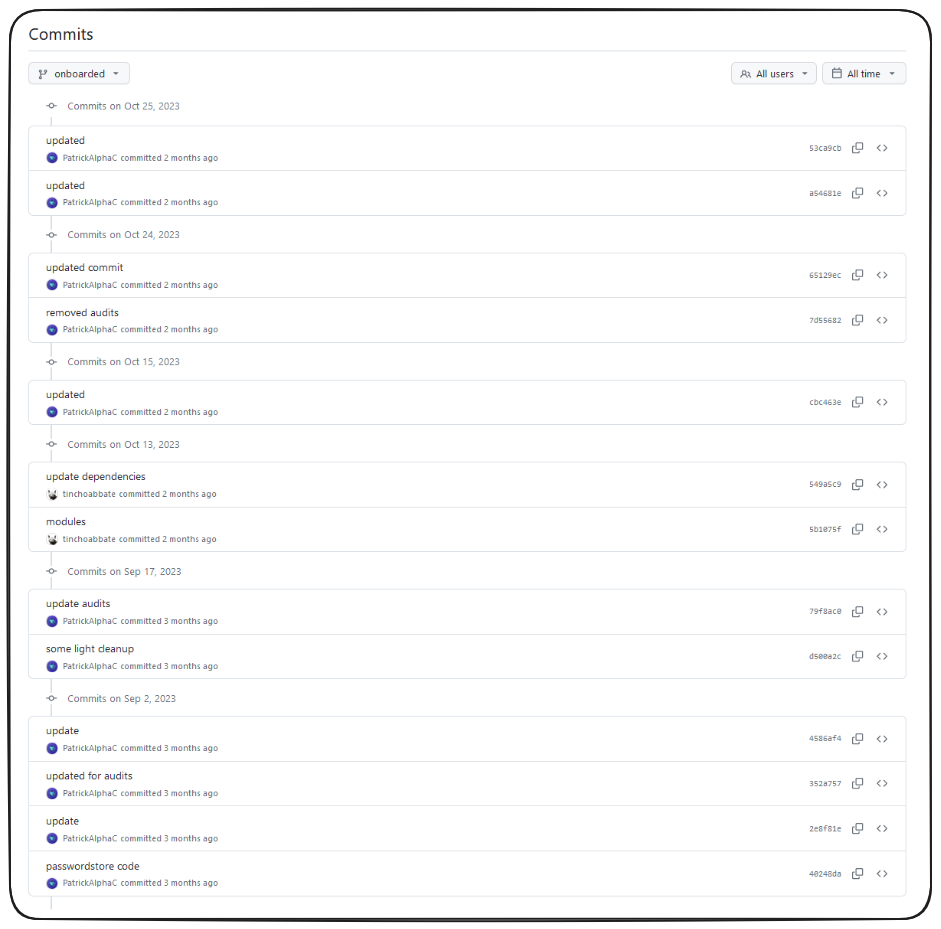 Commits
onboarded
All users
All time
Commits on Oct 25, 2023
updated
PatrickAlphaC committed 2 months ago
53ca9cb
updated
PatrickAlphaC committed 2 months ago
a54681e
Commits on Oct 24, 2023
updated commit
PatrickAlphaC committed 2 months ago
65129ec
removed audits
PatrickAlphaC committed 2 months ago
7d55682
Commits on Oct 15, 2023
updated
PatrickAlphaC committed 2 months ago
cbc463e
Commits on Oct 13, 2023
update dependencies
tinchoabbate committed 2 months ago
549a5c9
modules
tinchoabbate committed 2 months ago
5b1075f
Commits on Sep 17, 2023
update audits
PatrickAlphaC committed 3 months ago
79f8ac0
some light cleanup
PatrickAlphaC committed 3 months ago
d500a2c
Commits on Sep 2, 2023
update
PatrickAlphaC committed 3 months ago
4586af4
updated for audits
PatrickAlphaC committed 3 months ago
352a757
update
PatrickAlphaC committed 3 months ago
2e8f81e
passwordstore code
PatrickAlphaC committed 3 months ago
40248da